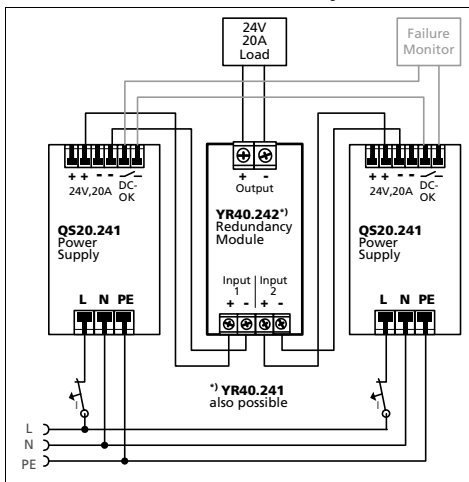 24V
20A
Load
Failure
Monitor
+ + - -
24V,20A
DC-
OK
QS20.241
Power
Supply
L N PE
+ -
Output
YR40.242*)
Redundancy
Module
Input
1
Input
2
+ - + -
+ + - -
24V,20A
DC-
OK
QS20.241
Power
Supply
L N PE
*) YR40.241
also possible
I
I
L
N
PE